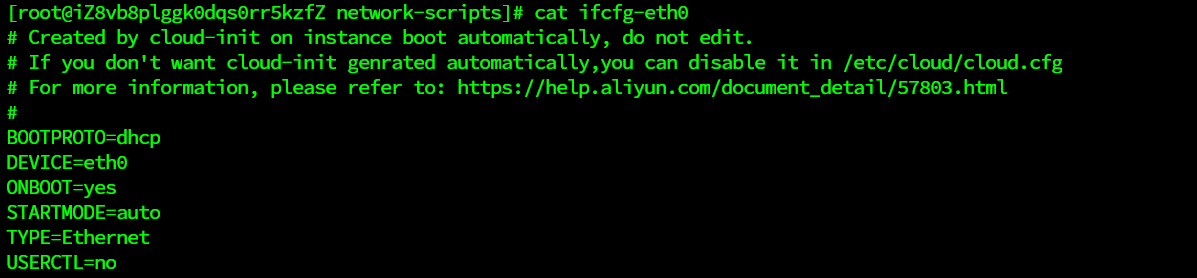 [root@iZ8vb8plggk0dqs0rr5kzfZ network-scripts]# cat ifcfg-eth0
# Created by cloud-init on instance boot automatically, do not edit.
# If you don't want cloud-init genrated automatically,you can disable it in /etc/cloud/cloud.cfg
# For more information, please refer to: https://help.aliyun.com/document_detail/57803.html
#
BOOTPROTO=dhcp
DEVICE=eth0
ONBOOT=yes
STARTMODE=auto
TYPE=Ethernet
USERCTL=no